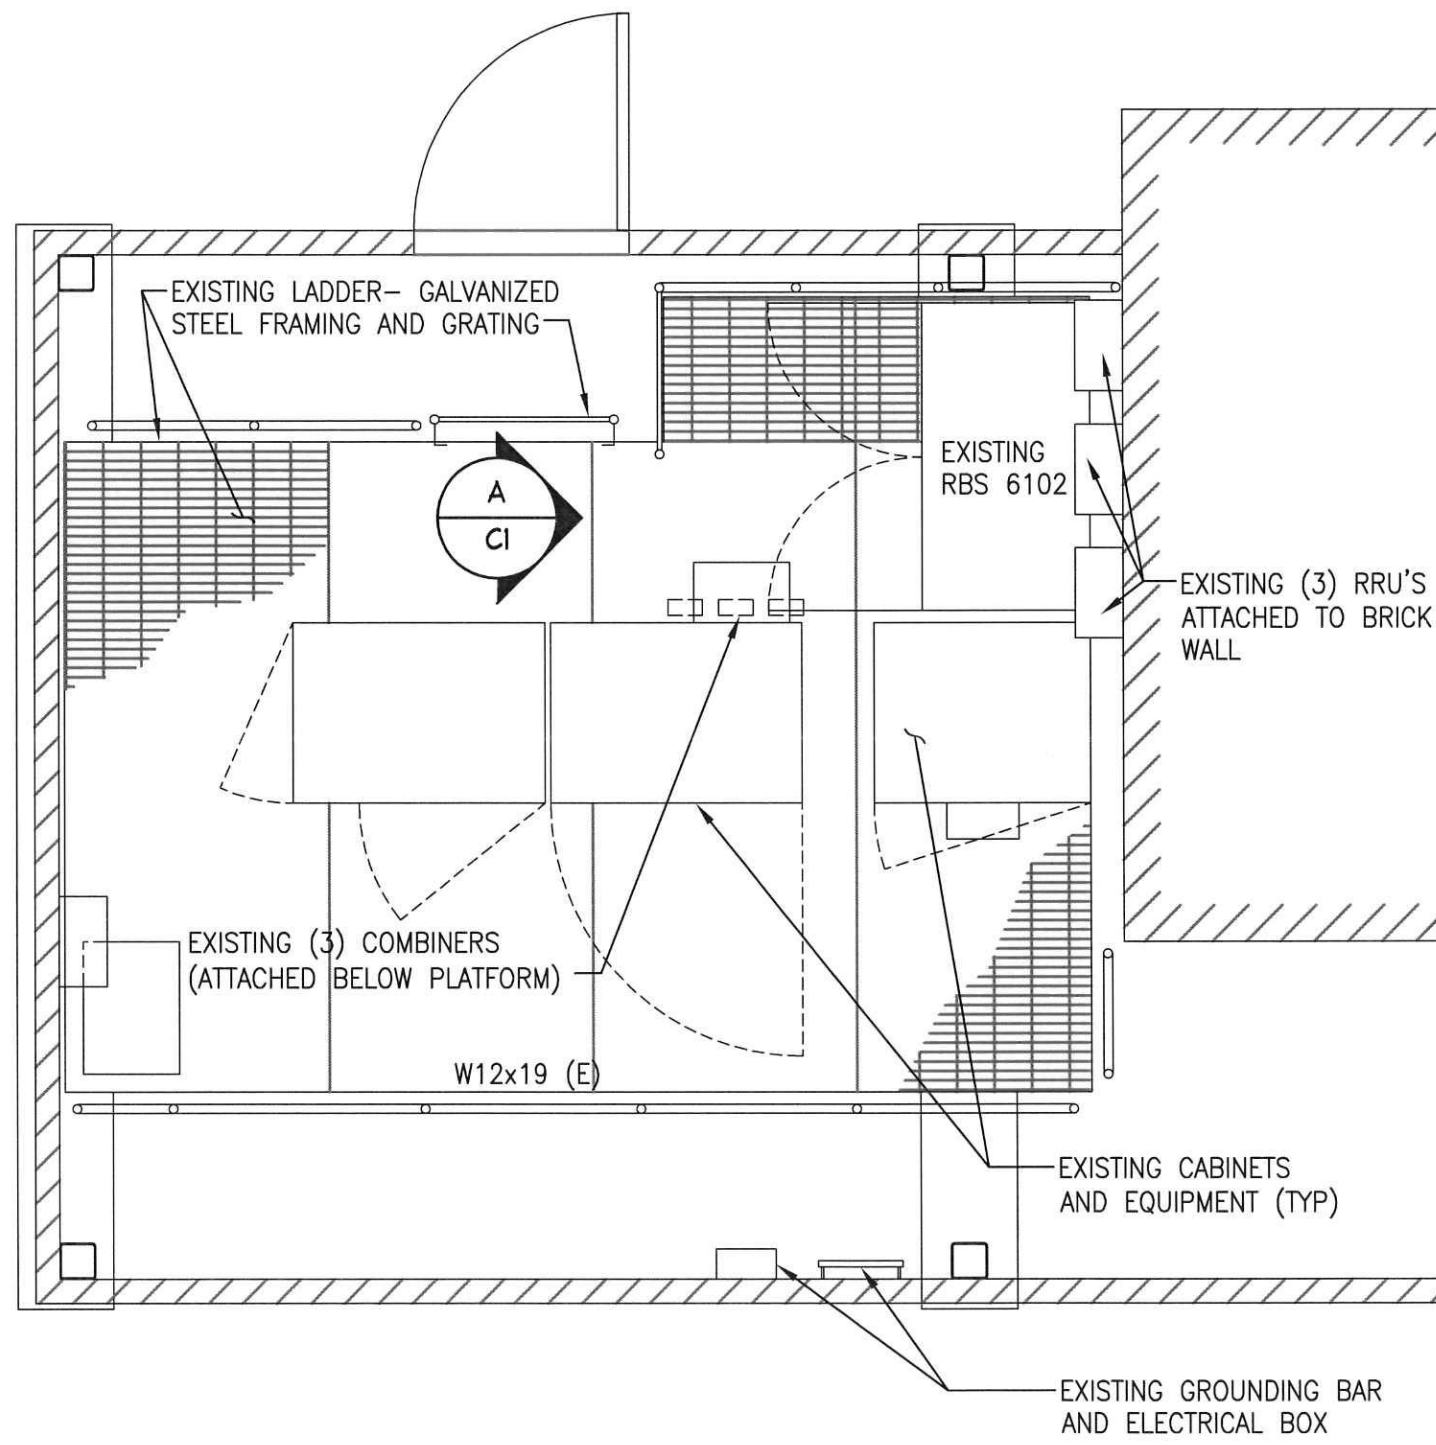 EXISTING LADDER– GALVANIZED
STEEL FRAMING AND GRATING
A
C1
EXISTING
RBS 6102
EXISTING (3) RRU'S
ATTACHED TO BRICK
WALL
EXISTING (3) COMBINERS
(ATTACHED BELOW PLATFORM)
W12x19 (E)
EXISTING CABINETS
AND EQUIPMENT (TYP)
EXISTING GROUNDING BAR
AND ELECTRICAL BOX